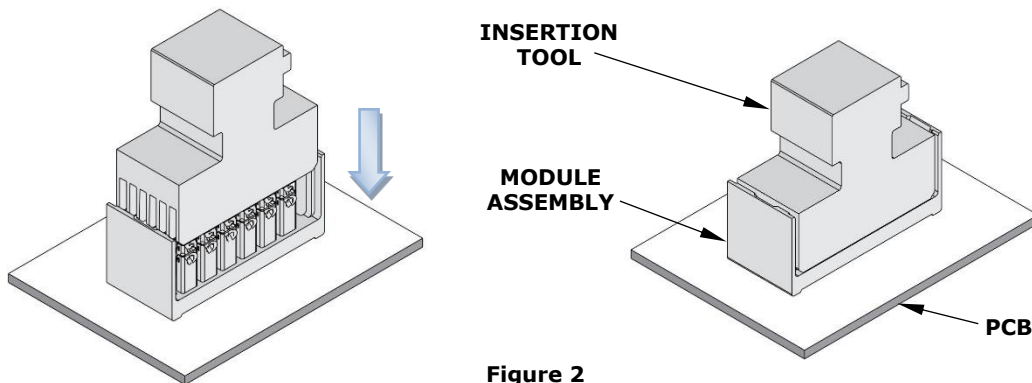 INSERTION
TOOL
MODULE
ASSEMBLY
PCB
Figure 2